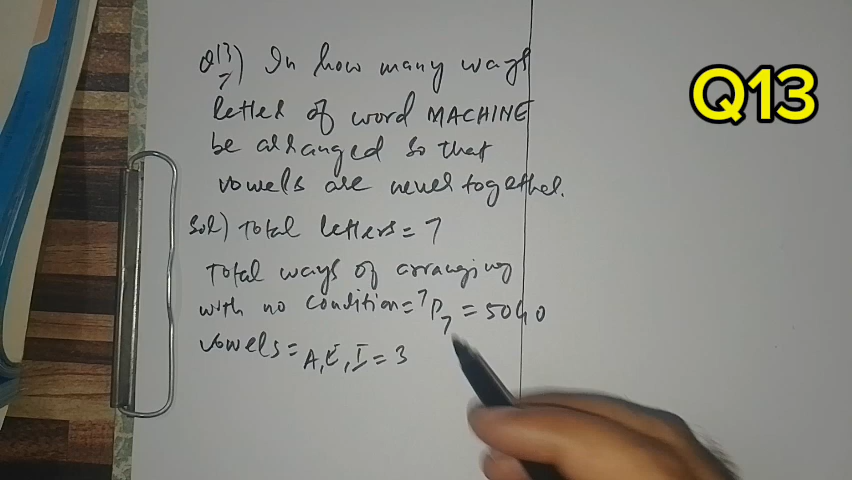 Q13) In how many ways
letter of word MACHINE
be arranged so that
vowels are never together.
Sol) Total letters = 7
Total ways of arranging
with no condition = ⁷P₇ = 5040
vowels = A, E, I = 3
Q13